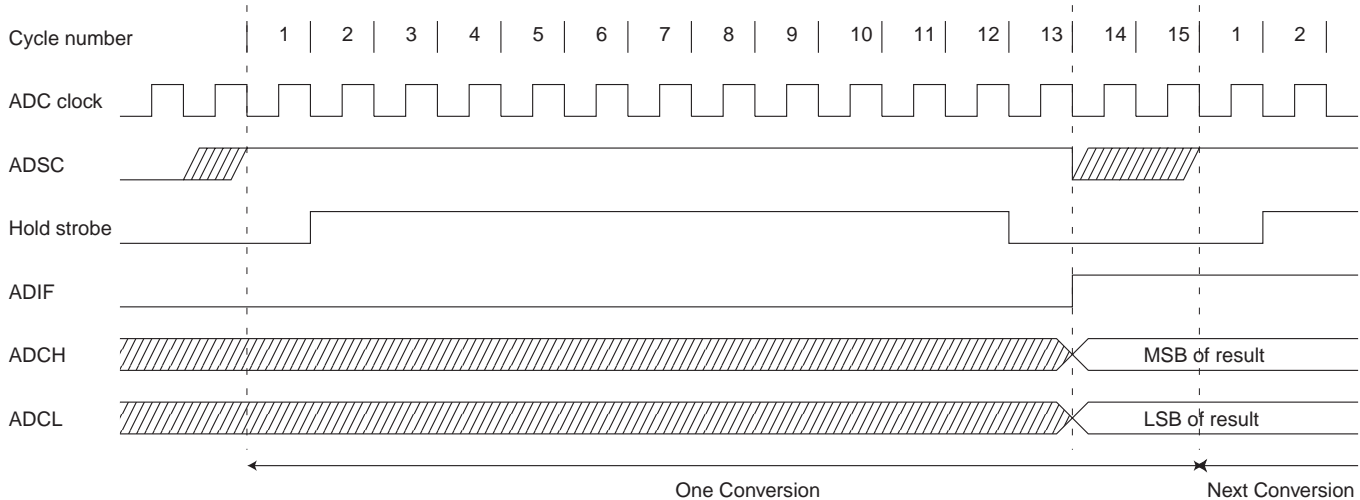 Cycle number 1 2 3 4 5 6 7 8 9 10 11 12 13 14 15 1 2
ADC clock
ADSC
Hold strobe
ADIF
ADCH MSB of result
ADCL LSB of result
One Conversion Next Conversion